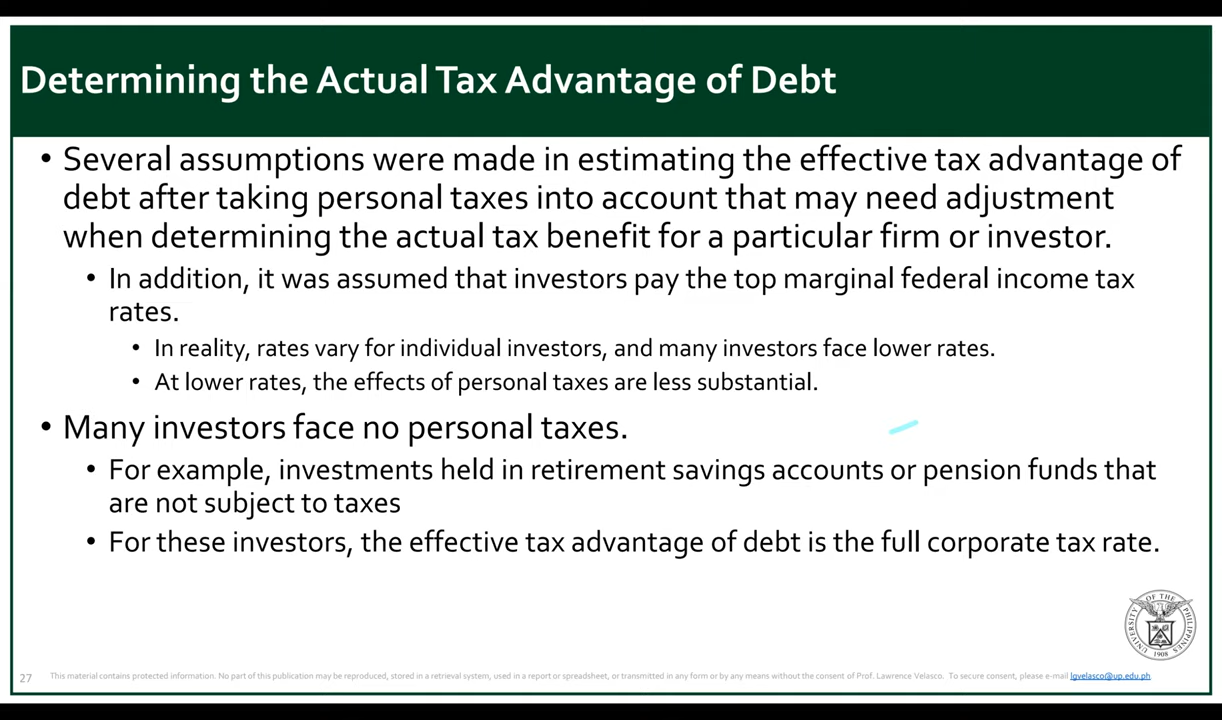 Determining the Actual Tax Advantage of Debt
• Several assumptions were made in estimating the effective tax advantage of
debt after taking personal taxes into account that may need adjustment
when determining the actual tax benefit for a particular firm or investor.
• In addition, it was assumed that investors pay the top marginal federal income tax
rates.
• In reality, rates vary for individual investors, and many investors face lower rates.
• At lower rates, the effects of personal taxes are less substantial.
• Many investors face no personal taxes.
• For example, investments held in retirement savings accounts or pension funds that
are not subject to taxes
• For these investors, the effective tax advantage of debt is the full corporate tax rate.
UNIVERSITY OF THE PHILIPPINES
1908
27
This material contains protected information. No part of this publication may be reproduced, stored in a retrieval system, used in a report or spreadsheet, or transmitted in any form or by any means without the consent of Prof. Lawrence Velasco. To secure consent, please e-mail lgvelasco@up.edu.ph